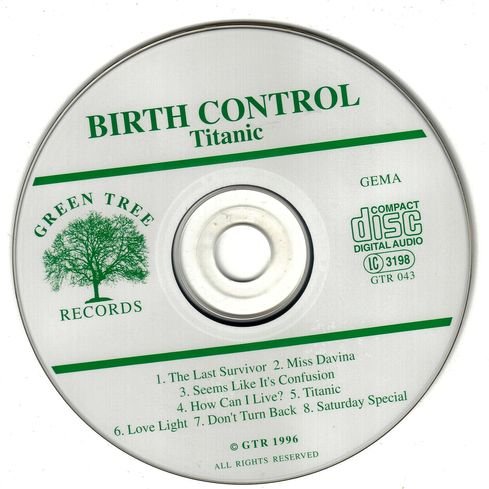 BIRTH CONTROL
Titanic
GREEN TREE
RECORDS
GEMA
COMPACT
disc
DIGITAL AUDIO
LC 3198
GTR 043
1. The Last Survivor 2. Miss Davina
3. Seems Like It's Confusion
4. How Can I Live? 5. Titanic
6. Love Light 7. Don't Turn Back 8. Saturday Special
© GTR 1996
ALL RIGHTS RESERVED